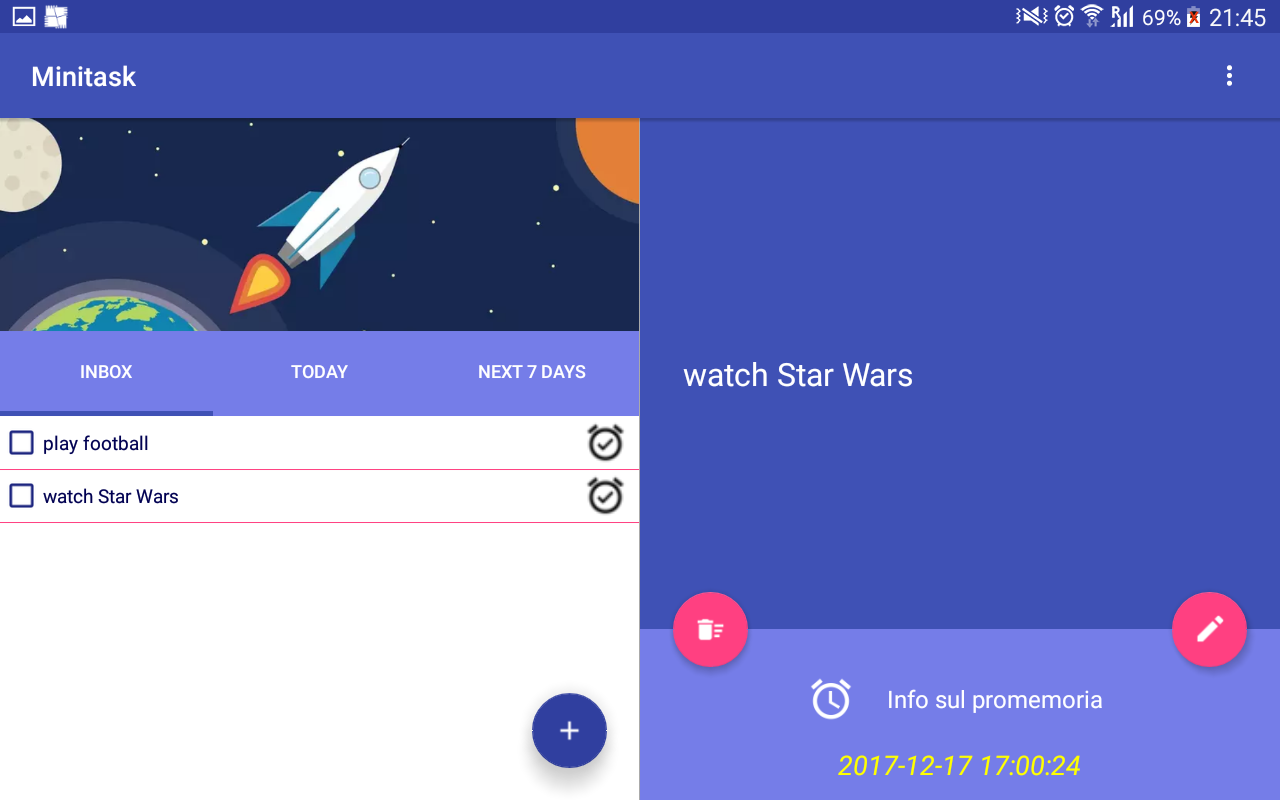 69% 21:45
Minitask
INBOX TODAY NEXT 7 DAYS
play football
watch Star Wars
watch Star Wars
Info sul promemoria
2017-12-17 17:00:24